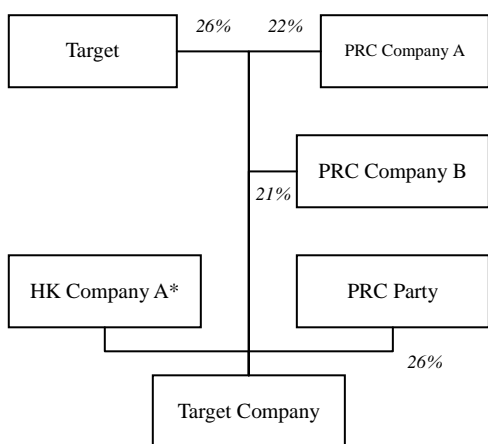 26%
22%
Target
PRC Company A
PRC Company B
21%
HK Company A*
PRC Party
26%
Target Company